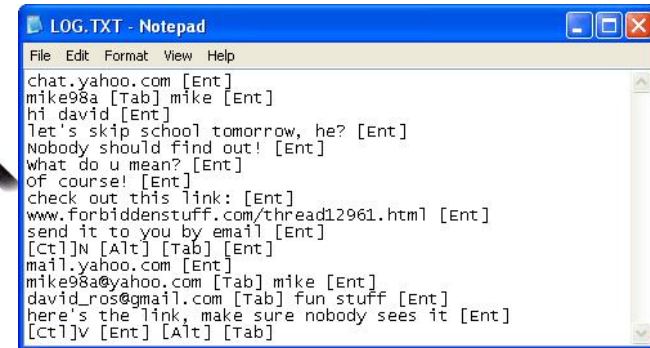 LOG.TXT - Notepad
File Edit Format View Help
chat.yahoo.com [Ent]
mike98a [Tab] mike [Ent]
hi david [Ent]
let's skip school tomorrow, he? [Ent]
Nobody should find out! [Ent]
What do u mean? [Ent]
Of course! [Ent]
check out this link: [Ent]
www.forbiddenstuff.com/thread12961.html [Ent]
send it to you by email [Ent]
[Ctl]N [Alt] [Tab] [Ent]
mail.yahoo.com [Ent]
mike98a@yahoo.com [Tab] mike [Ent]
david_ros@gmail.com [Tab] fun stuff [Ent]
here's the link, make sure nobody sees it [Ent]
[Ctl]V [Ent] [Alt] [Tab]